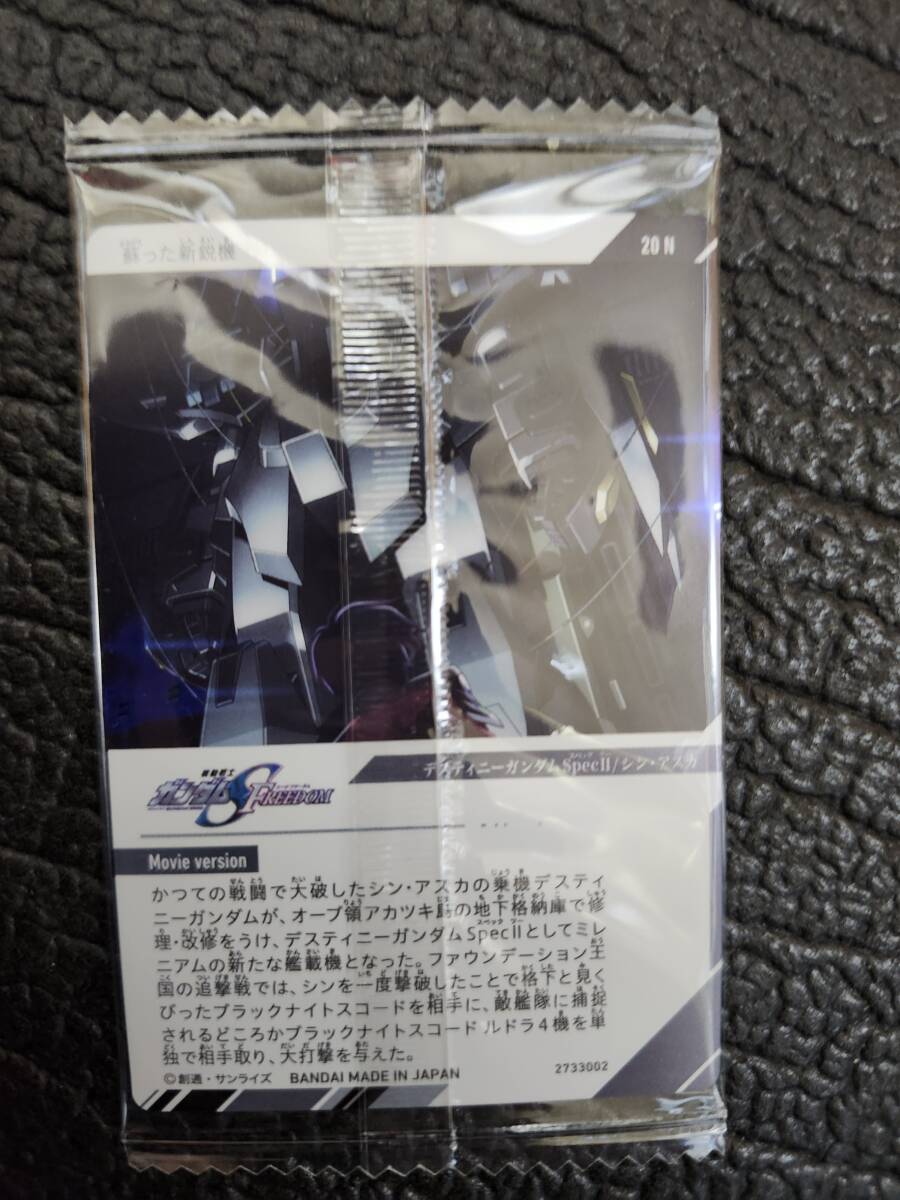 蘇った新鋭機
20 N
デスティニーガンダム SpecII / シン・アスカ
機動戦士
ガンダムSEED FREEDOM
Movie version
かつての戦闘で大破したシン・アスカの乗機デスティ
ニーガンダムが、オーブ領アカツキ島の地下格納庫で修
理・改修をうけ、デスティニーガンダムSpecIIとしてミレ
ニアムの新たな艦載機となった。ファウンデーション王
国の追撃戦では、シンを一度撃破したことで格下と見く
びったブラックナイトスコードを相手に、敵艦隊に捕捉
されるどころかブラックナイトスコード ルドラ4機を単
独で相手取り、大打撃を与えた。
©創通・サンライズ BANDAI MADE IN JAPAN
2733002